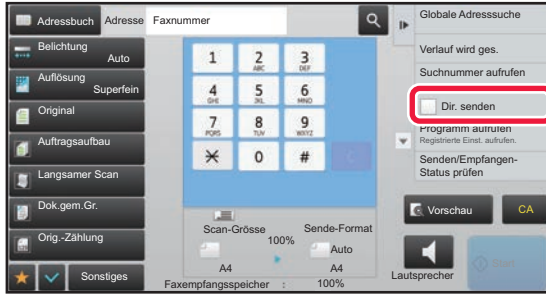 Adressbuch
Adresse
Faxnummer
Belichtung
Auto
Auflösung
Superfein
Original
Auftragsaufbau
Langsamer Scan
Dok.gem.Gr.
Orig.-Zählung
Sonstiges
1
2
ABC
3
DEF
4
GHI
5
JKL
6
MNO
7
PQRS
8
TUV
9
WXYZ
0
#
C
Scan-Grösse
100%
Sende-Format
Auto
A4
A4
Faxempfangsspeicher : 100%
Globale Adresssuche
Verlauf wird ges.
Suchnummer aufrufen
Dir. senden
Programm aufrufen
Registrierte Einst. aufrufen.
Senden/Empfangen-
Status prüfen
Vorschau
CA
Lautsprecher
Start